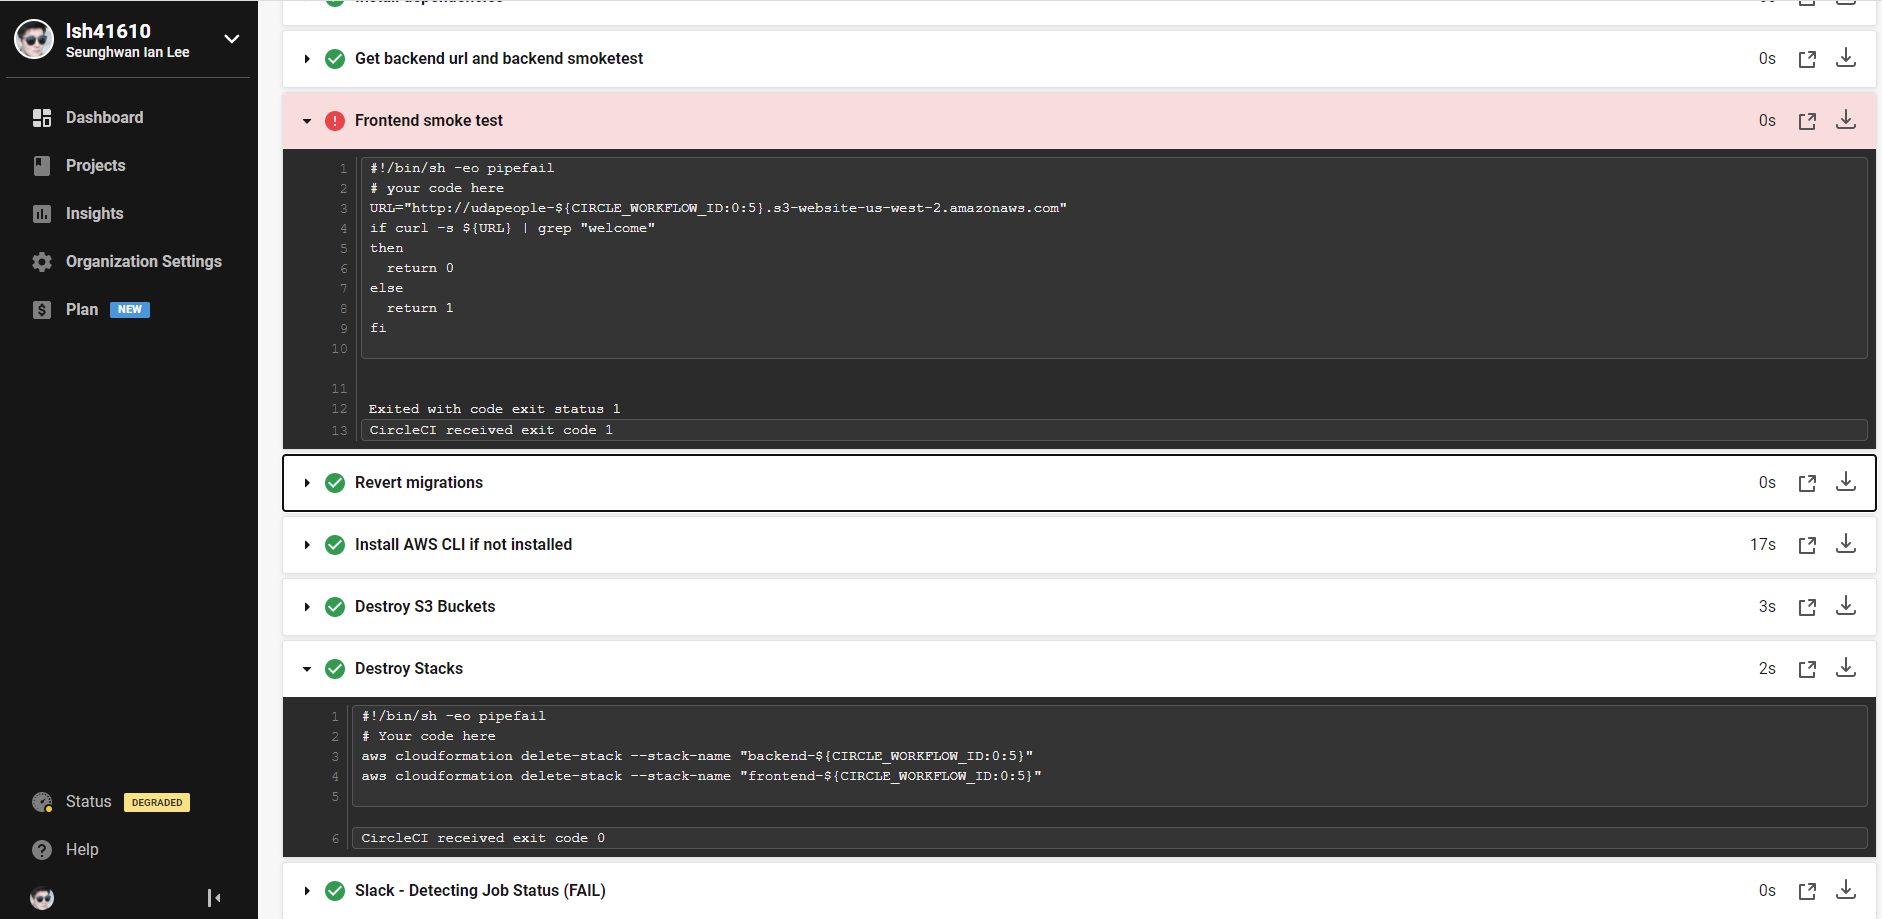 lsh41610
Seunghwan Ian Lee
Dashboard
Projects
Insights
Organization Settings
Plan NEW
Status DEGRADED
Help
Install dependencies 0s
Get backend url and backend smoketest 0s
Frontend smoke test 0s
1 #!/bin/sh -eo pipefail
2 # your code here
3 URL="http://udapeople-${CIRCLE_WORKFLOW_ID:0:5}.s3-website-us-west-2.amazonaws.com"
4 if curl -s ${URL} | grep "welcome"
5 then
6   return 0
7 else
8   return 1
9 fi
10
11
12 Exited with code exit status 1
13 CircleCI received exit code 1
Revert migrations 0s
Install AWS CLI if not installed 17s
Destroy S3 Buckets 3s
Destroy Stacks 2s
1 #!/bin/sh -eo pipefail
2 # Your code here
3 aws cloudformation delete-stack --stack-name "backend-${CIRCLE_WORKFLOW_ID:0:5}"
4 aws cloudformation delete-stack --stack-name "frontend-${CIRCLE_WORKFLOW_ID:0:5}"
5
6 CircleCI received exit code 0
Slack - Detecting Job Status (FAIL) 0s